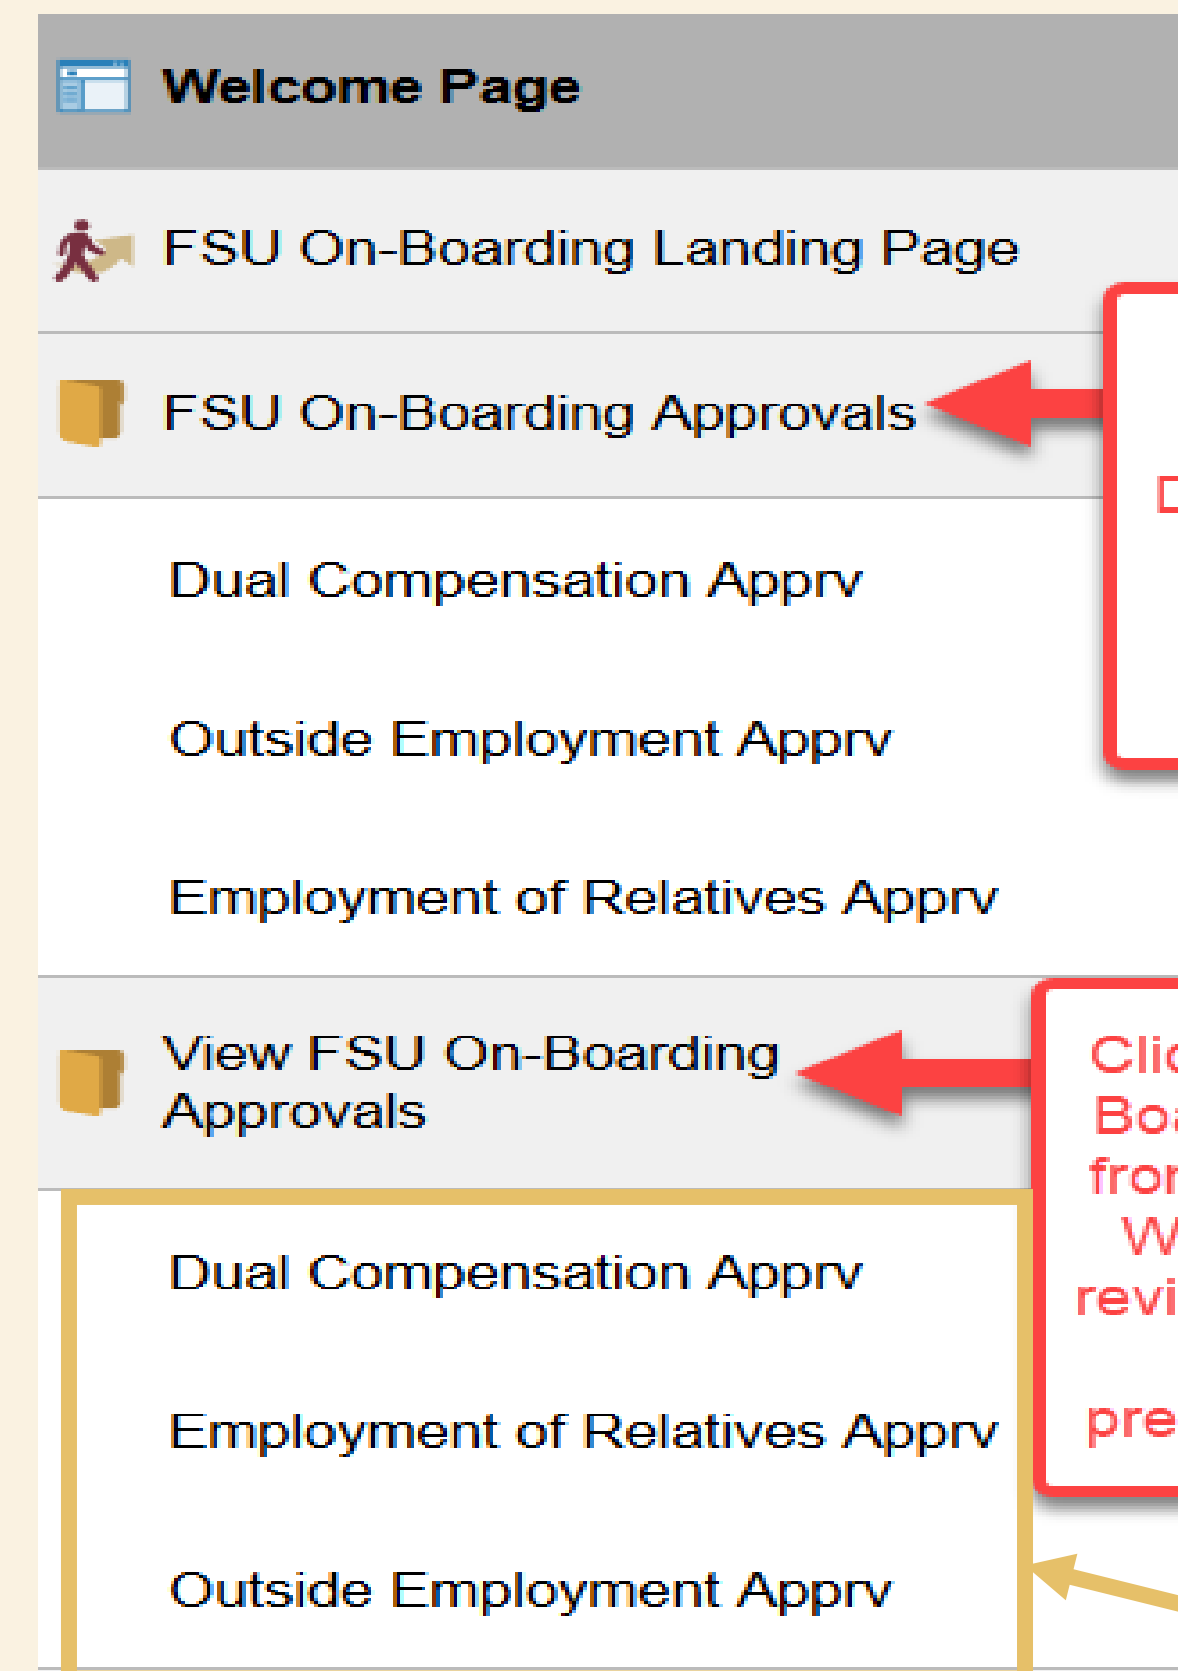 Welcome Page
FSU On-Boarding Landing Page
FSU On-Boarding Approvals
Dual Compensation Apprv
Outside Employment Apprv
Employment of Relatives Apprv
View FSU On-Boarding
Approvals
Dual Compensation Apprv
Employment of Relatives Apprv
Outside Employment Apprv